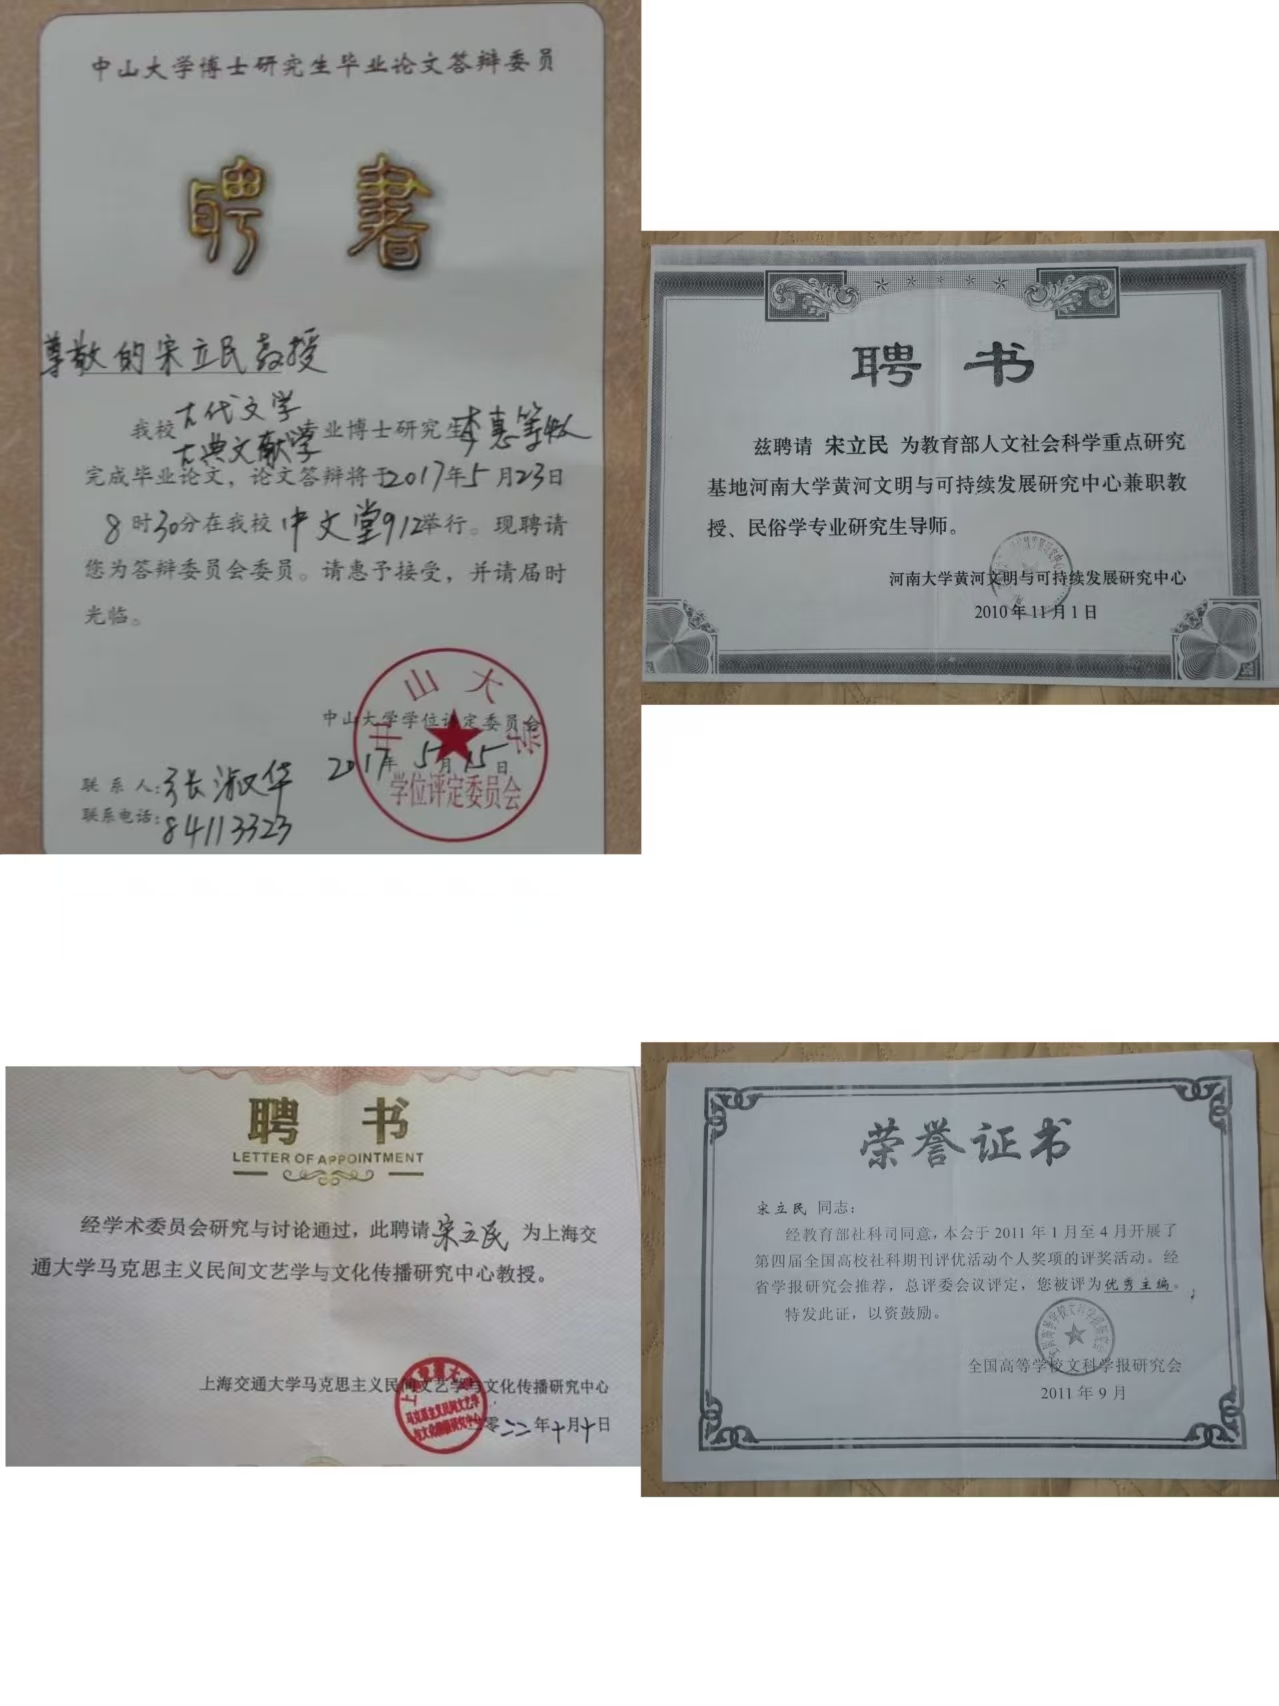 中山大学博士研究生毕业论文答辩委员
聘 書
尊敬的宋立民教授
我校古代文学
古典文献学专业博士研究生李惠等
完成毕业论文，论文答辩将于2017年5月23日
8时30分在我校中文堂912举行。现聘请
您为答辩委员会委员。请惠予接受，并请届时
光临。
中山大学学位评定委员会
2017年5月15日
中山大学
学位评定委员会
联系人:张淑华
联系电话:84113323
聘 书
兹聘请 宋立民 为教育部人文社会科学重点研究
基地河南大学黄河文明与可持续发展研究中心兼职教
授、民俗学专业研究生导师。
河南大学黄河文明与可持续发展研究中心
2010年11月1日
聘 书
LETTER OF APPOINTMENT
经学术委员会研究与讨论通过，此聘请宋立民 为上海交
通大学马克思主义民间文艺学与文化传播研究中心教授。
上海交通大学马克思主义民间文艺学与文化传播研究中心
二零二二年十月十日
荣誉证书
宋立民 同志：
经教育部社科司同意，本会于2011年1月至4月开展了
第四届全国高校社科期刊评优活动个人奖项的评奖活动。经
省学报研究会推荐，总评委会议评定，您被评为优秀主编。
特发此证，以资鼓励。
全国高等学校文科学报研究会
2011年9月